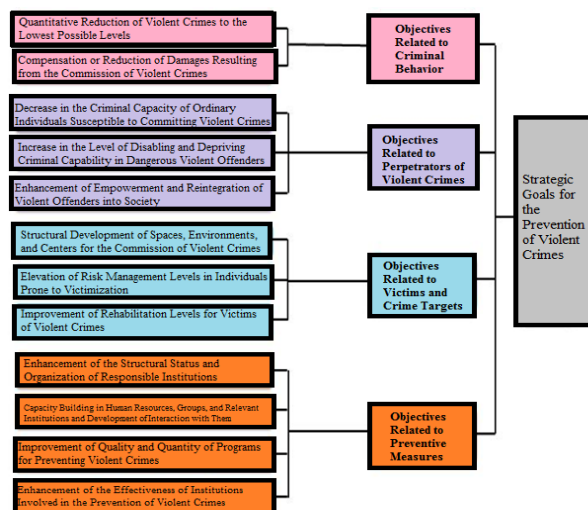 Quantitative Reduction of Violent Crimes to the
Lowest Possible Levels
Compensation or Reduction of Damages Resulting
from the Commission of Violent Crimes
Objectives
Related to
Criminal
Behavior
Decrease in the Criminal Capacity of Ordinary
Individuals Susceptible to Committing Violent Crimes
Increase in the Level of Disabling and Depriving
Criminal Capability in Dangerous Violent Offenders
Enhancement of Empowerment and Reintegration of
Violent Offenders into Society
Objectives
Related to
Perpetrators of
Violent Crimes
Structural Development of Spaces, Environments,
and Centers for the Commission of Violent Crimes
Elevation of Risk Management Levels in Individuals
Prone to Victimization
Improvement of Rehabilitation Levels for Victims
of Violent Crimes
Objectives
Related to
Victims and
Crime Targets
Enhancement of the Structural Status and
Organization of Responsible Institutions
Capacity Building in Human Resources, Groups, and Relevant
Institutions and Development of Interaction with Them
Improvement of Quality and Quantity of Programs
for Preventing Violent Crimes
Enhancement of the Effectiveness of Institutions
Involved in the Prevention of Violent Crimes
Objectives
Related to
Preventive
Measures
Strategic
Goals for
the
Prevention
of Violent
Crimes